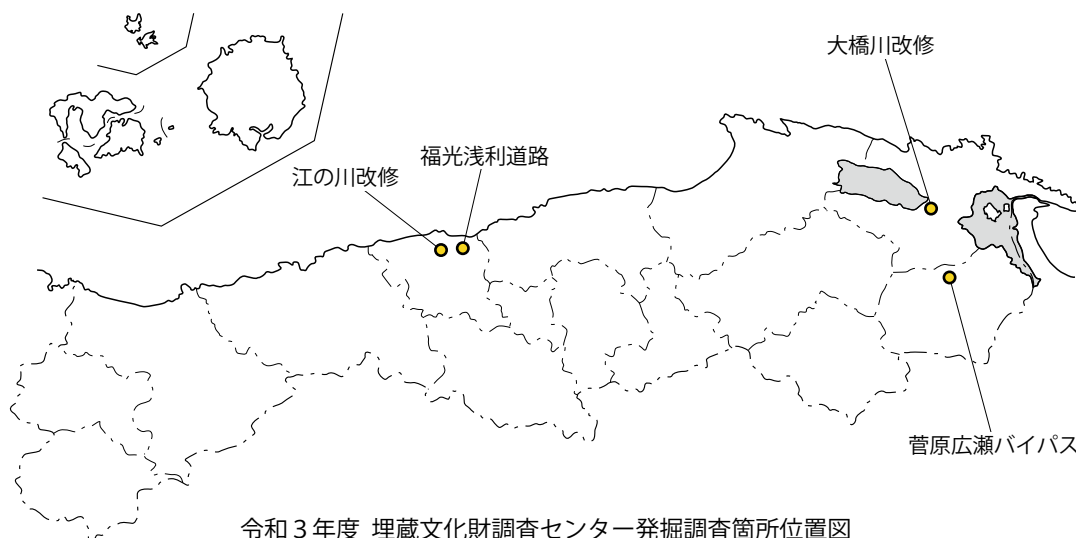 大橋川改修
福光浅利道路
江の川改修
菅原広瀬バイパス
令和３年度 埋蔵文化財調査センター発掘調査箇所位置図